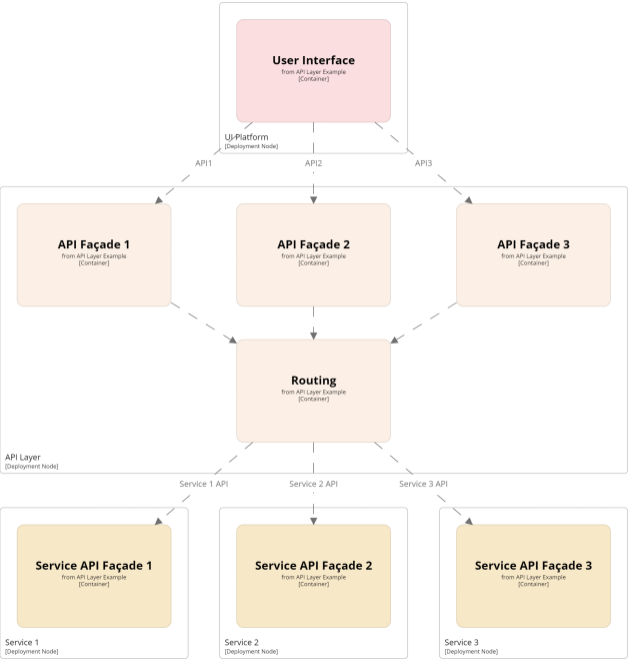 User Interface
from API Layer Example
[Container]
UI Platform
[Deployment Node]
API1
API2
API3
API Façade 1
from API Layer Example
[Container]
API Façade 2
from API Layer Example
[Container]
API Façade 3
from API Layer Example
[Container]
Routing
from API Layer Example
[Container]
API Layer
[Deployment Node]
Service 1 API
Service 2 API
Service 3 API
Service API Façade 1
from API Layer Example
[Container]
Service API Façade 2
from API Layer Example
[Container]
Service API Façade 3
from API Layer Example
[Container]
Service 1
[Deployment Node]
Service 2
[Deployment Node]
Service 3
[Deployment Node]